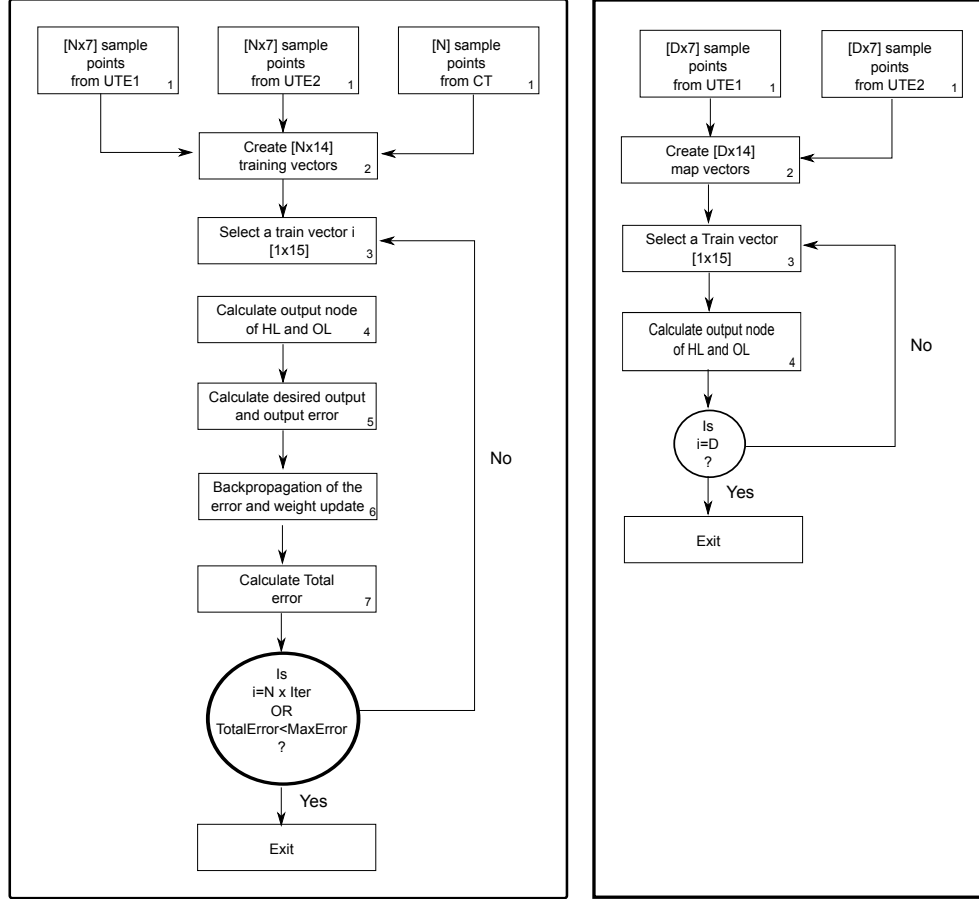 [Nx7] sample
points
from UTE1
1
[Nx7] sample
points
from UTE2
1
[N] sample
points
from CT
1
Create [Nx14]
training vectors
2
Select a train vector i
[1x15]
3
Calculate output node
of HL and OL
4
Calculate desired output
and output error
5
Backpropagation of the
error and weight update
6
Calculate Total
error
7
Is
i=N x Iter
OR
TotalError<MaxError
?
No
Yes
Exit
[Dx7] sample
points
from UTE1
1
[Dx7] sample
points
from UTE2
1
Create [Dx14]
map vectors
2
Select a Train vector
[1x15]
3
Calculate output node
of HL and OL
4
Is
i=D
?
No
Yes
Exit